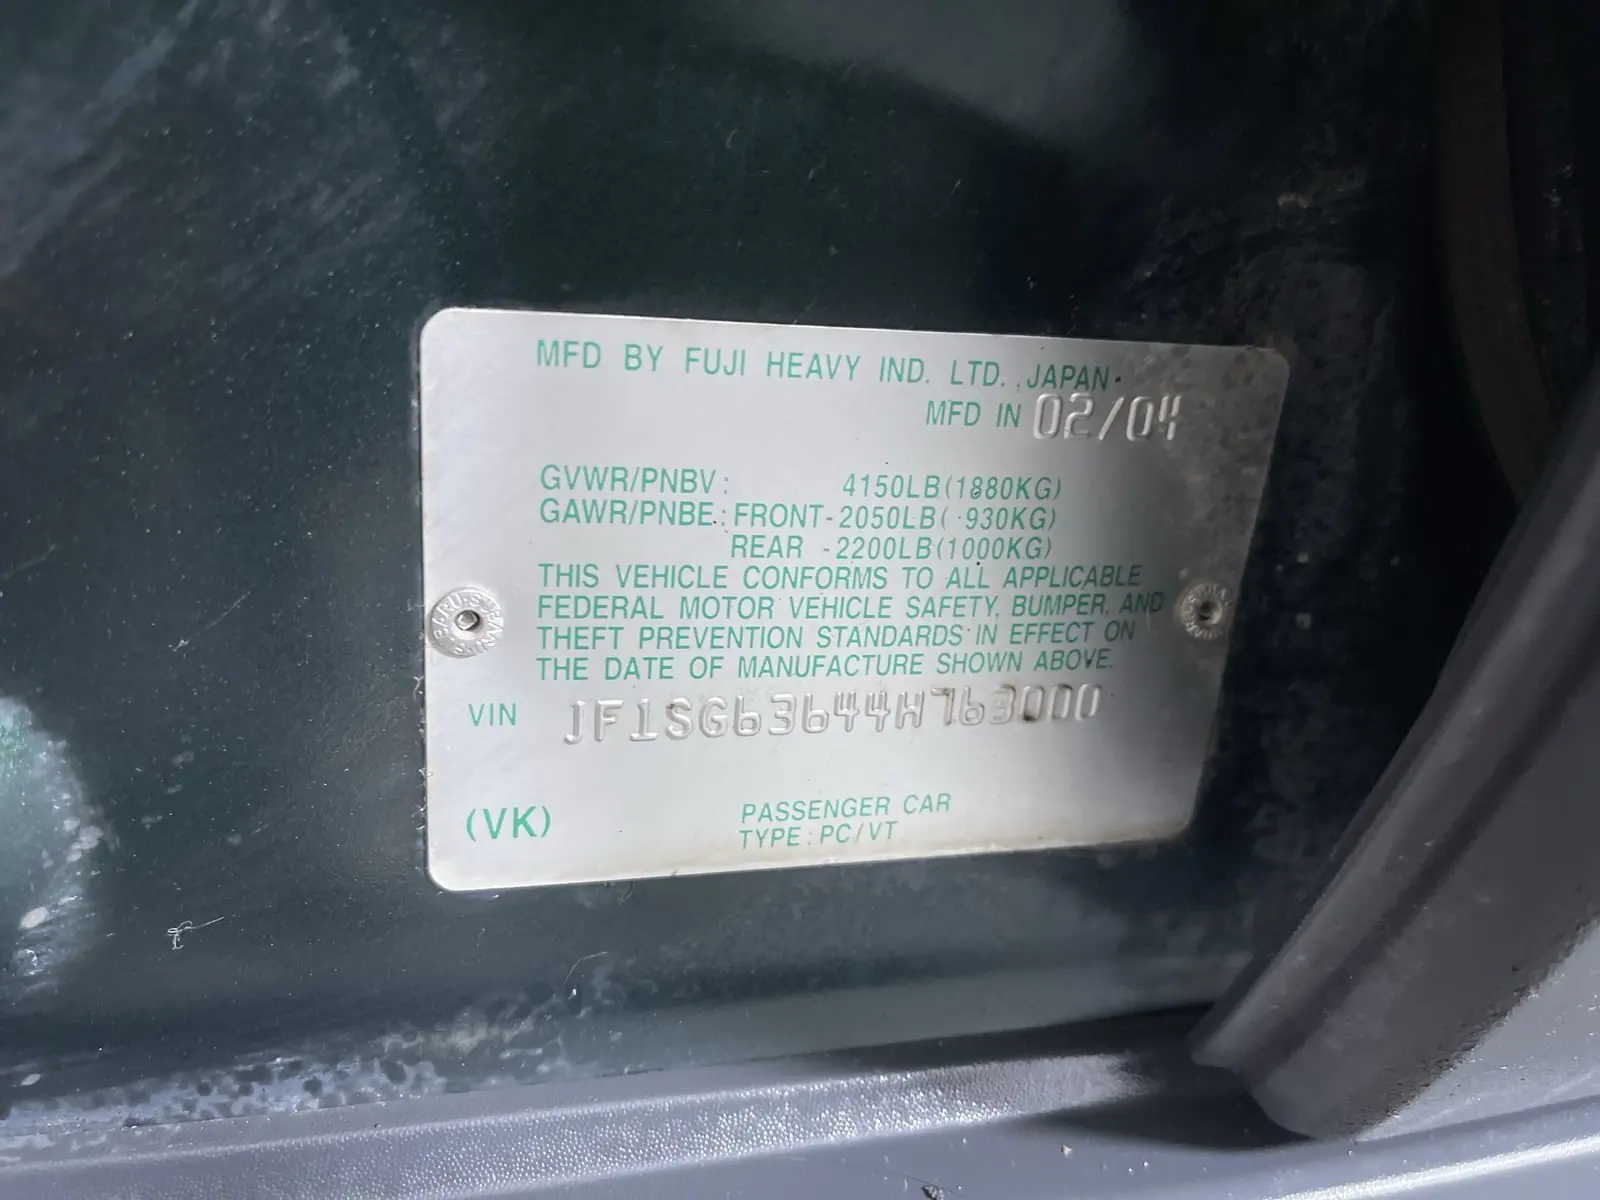 MFD BY FUJI HEAVY IND. LTD., JAPAN
MFD IN 02/04
GVWR/PNBV: 4150LB(1880KG)
GAWR/PNBE: FRONT-2050LB( 930KG)
REAR -2200LB(1000KG)
THIS VEHICLE CONFORMS TO ALL APPLICABLE
FEDERAL MOTOR VEHICLE SAFETY, BUMPER, AND
THEFT PREVENTION STANDARDS IN EFFECT ON
THE DATE OF MANUFACTURE SHOWN ABOVE.
VIN JF1SG63644H763000
(VK)
PASSENGER CAR
TYPE: PC/VT